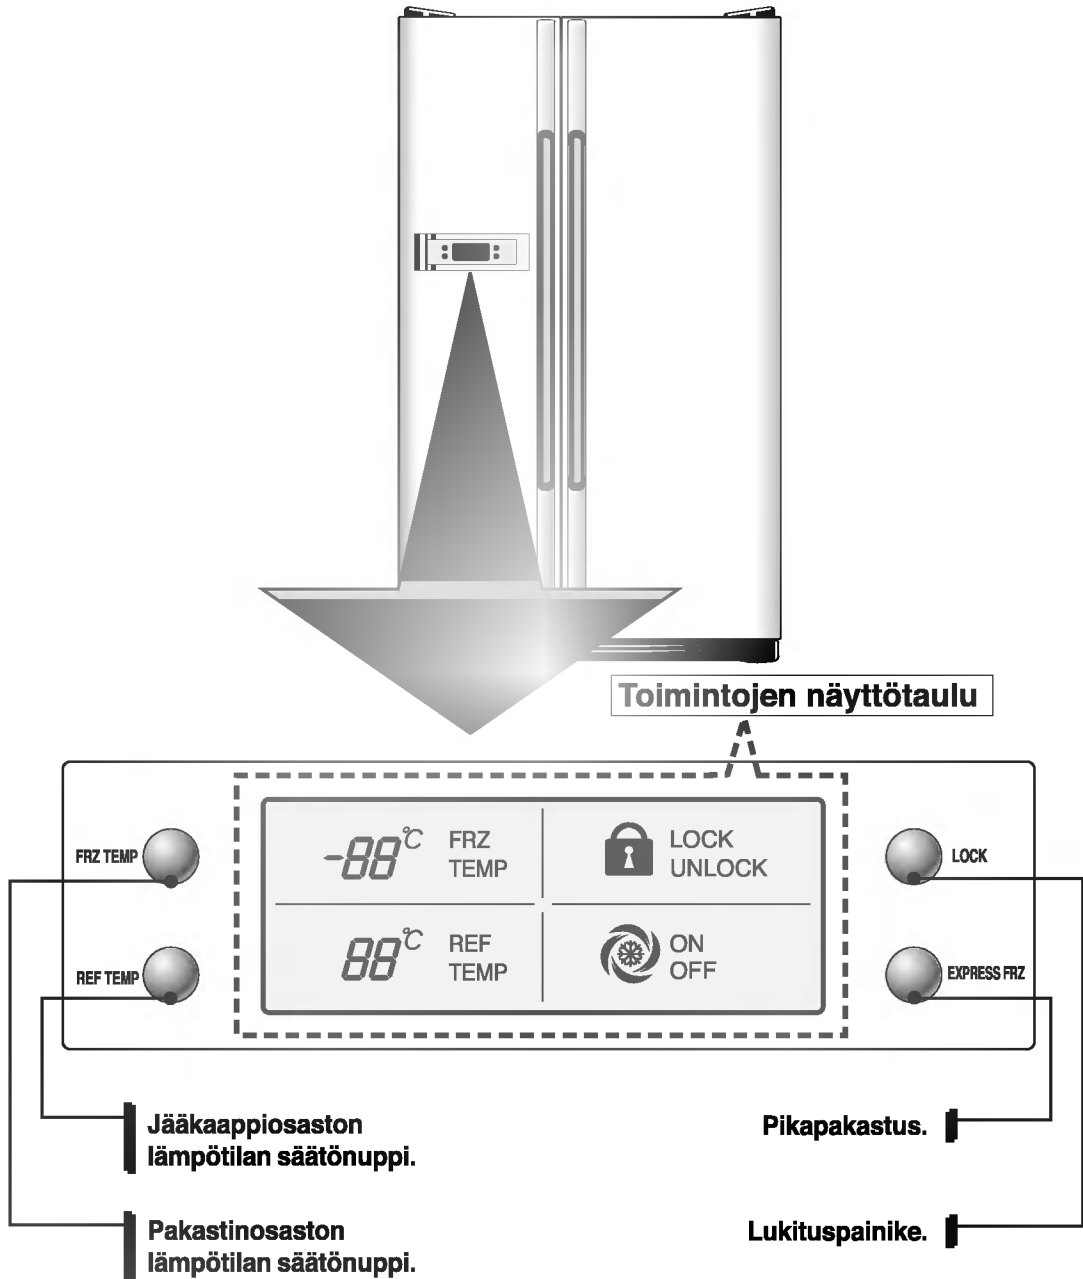 Toimintojen näyttötaulu
FRZ TEMP
-88°C FRZ
TEMP
LOCK
UNLOCK
LOCK
REF TEMP
88°C REF
TEMP
ON
OFF
EXPRESS FRZ
Jääkaappiosaston
lämpötilan säätönuppi.
Pikapakastus.
Pakastinosaston
lämpötilan säätönuppi.
Lukituspainike.